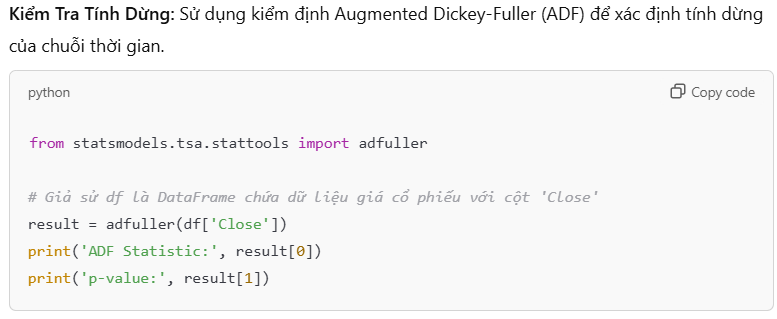 Kiểm Tra Tính Dừng: Sử dụng kiểm định Augmented Dickey-Fuller (ADF) để xác định tính dừng
của chuỗi thời gian.
python
Copy code
from statsmodels.tsa.stattools import adfuller
# Giả sử df là DataFrame chứa dữ liệu giá cổ phiếu với cột 'Close'
result = adfuller(df['Close'])
print('ADF Statistic:', result[0])
print('p-value:', result[1])